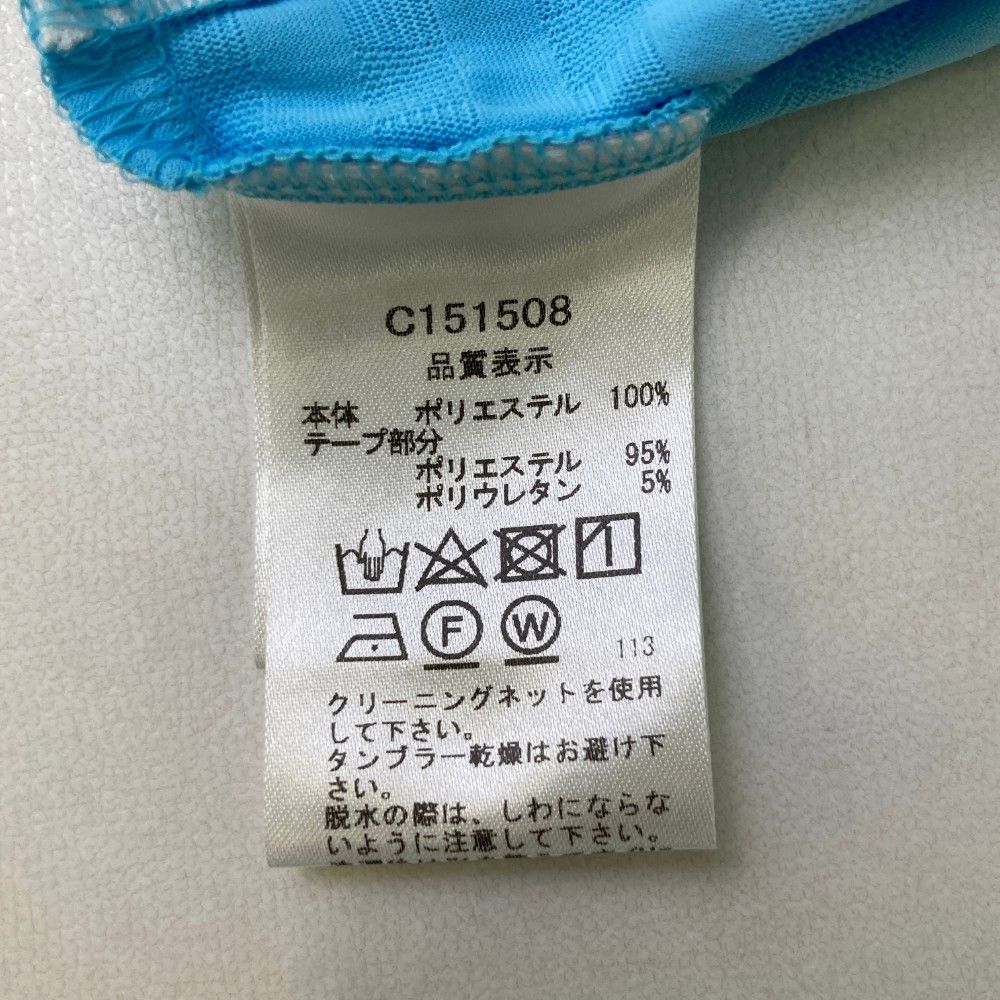 C151508
品質表示
本体 ポリエステル 100%
テープ部分
ポリエステル 95%
ポリウレタン 5%
F W 113
クリーニングネットを使用
して下さい。
タンブラー乾燥はお避け下
さい。
脱水の際は、しわにならな
いように注意して下さい。